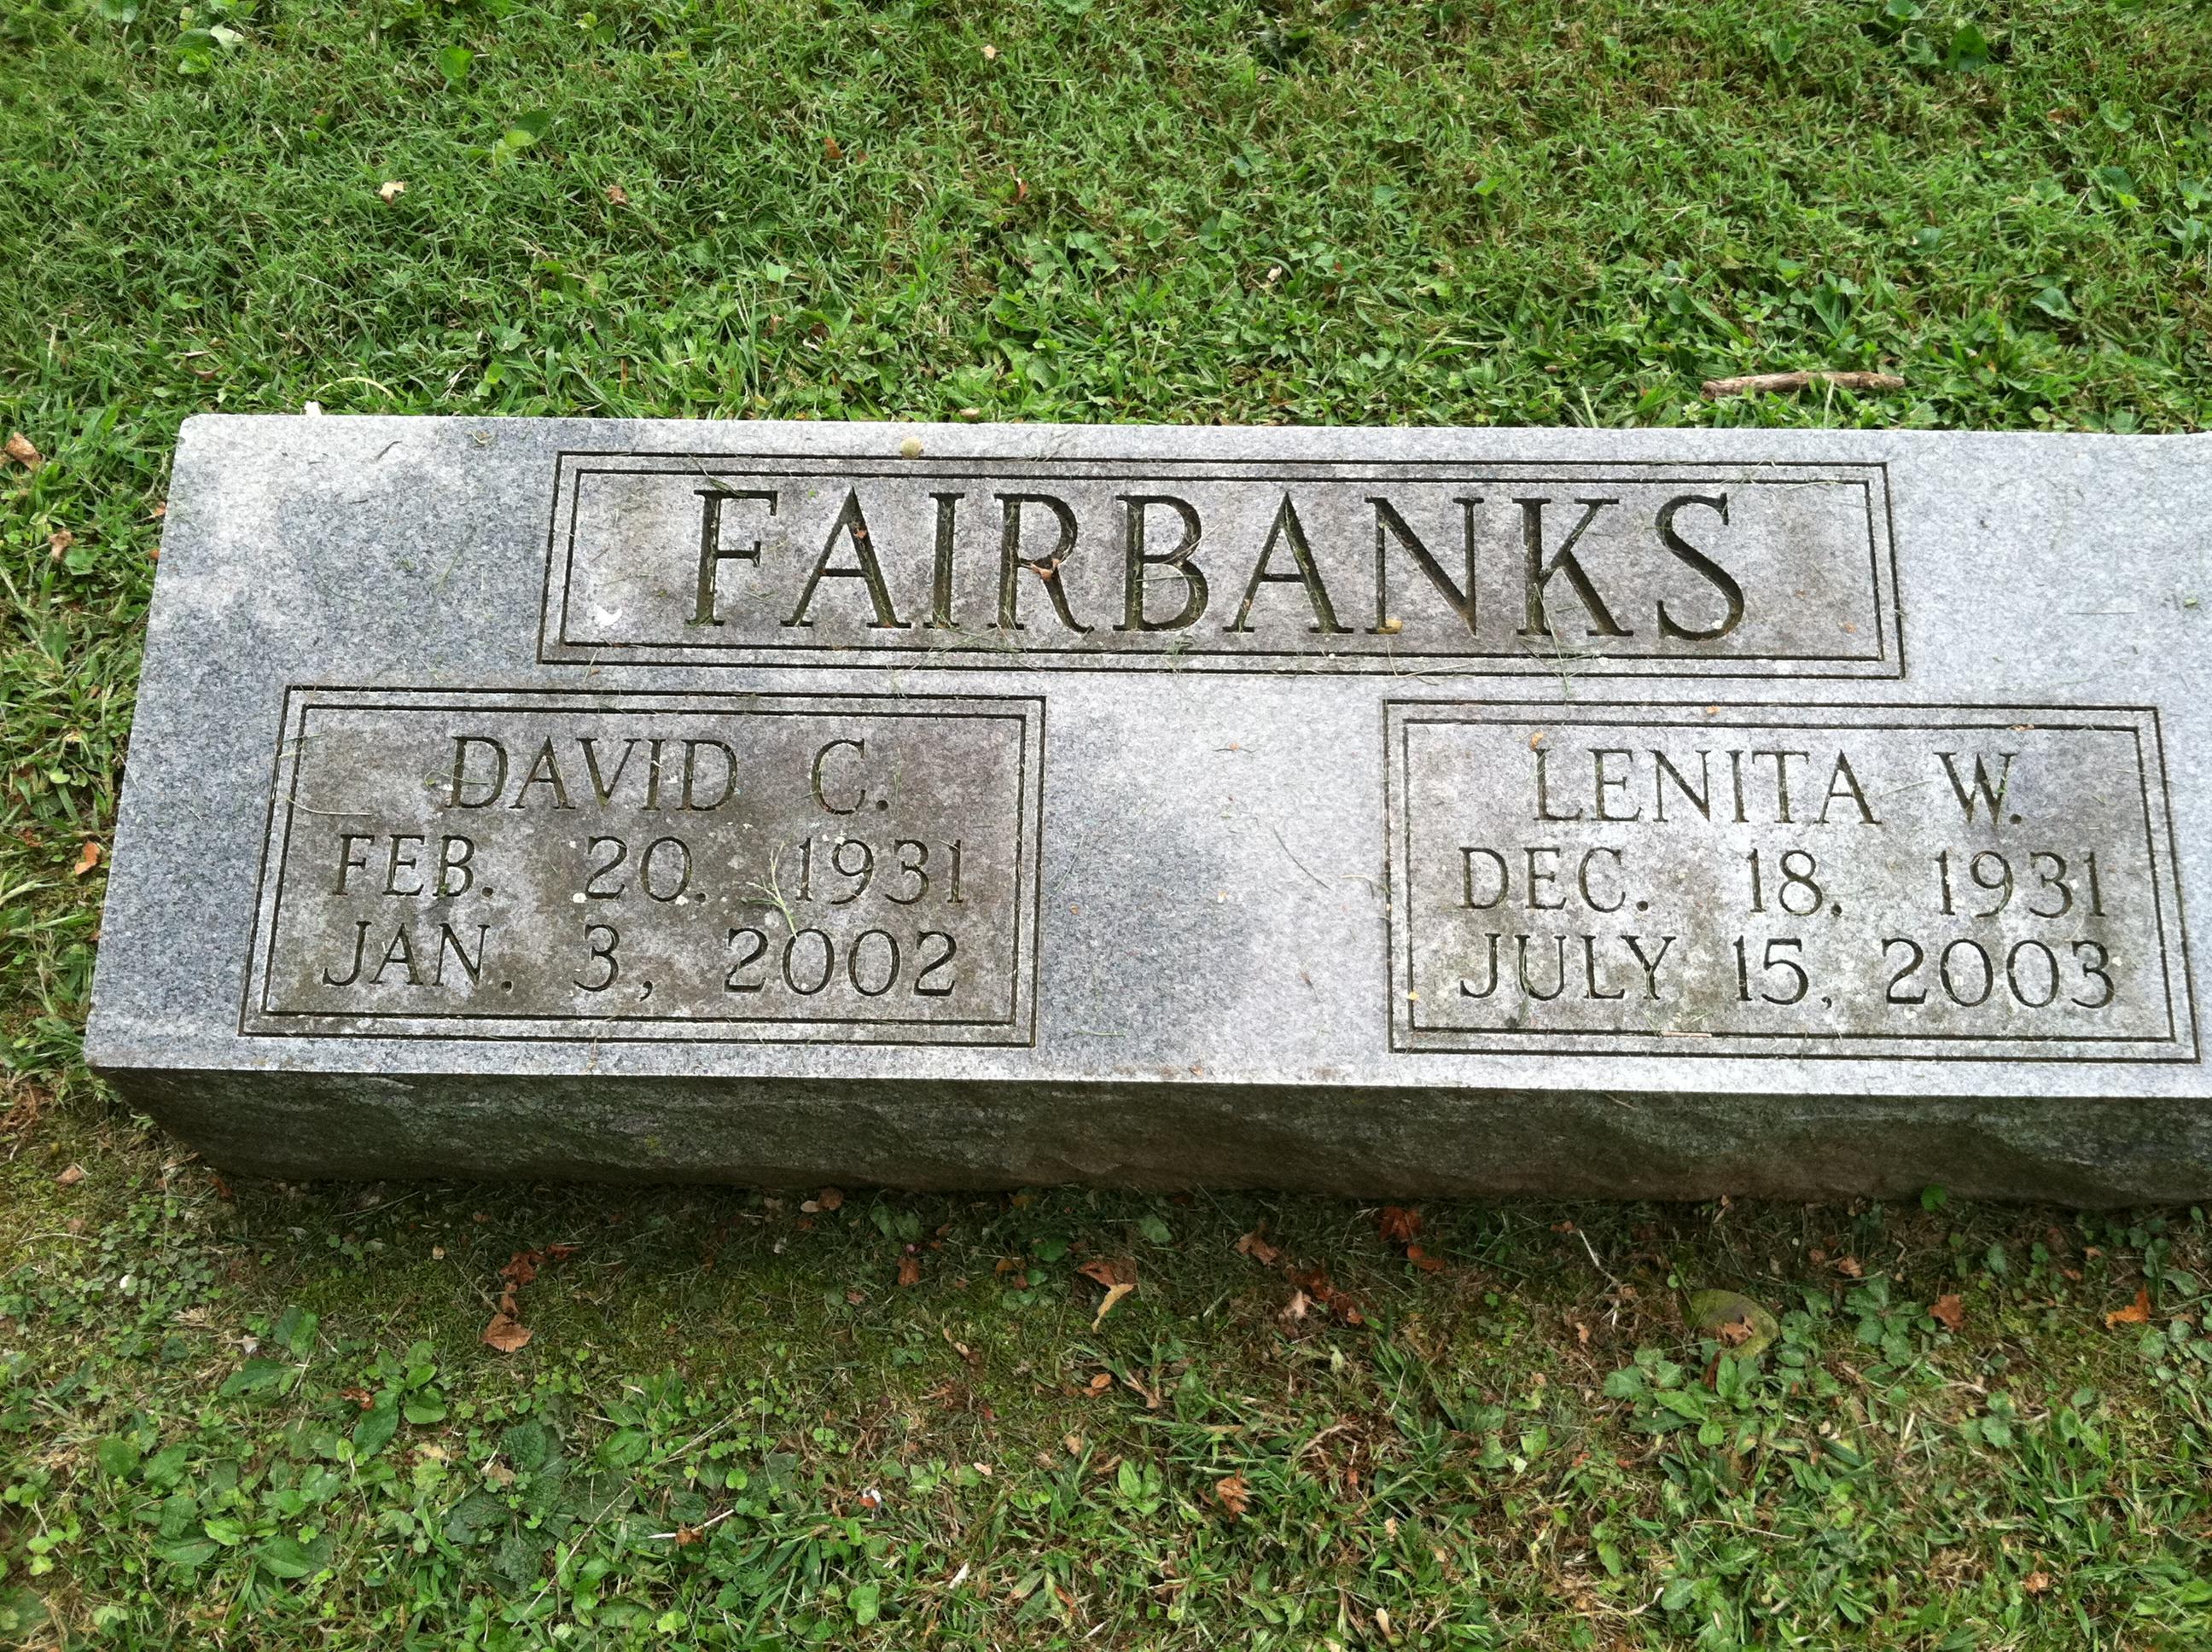 FAIRBANKS
DAVID C.
FEB. 20. 1931
JAN. 3, 2002
LENITA W.
DEC. 18, 1931
JULY 15, 2003